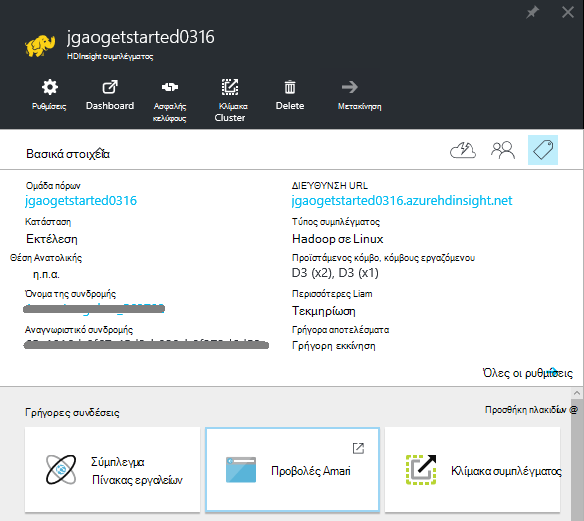 jgaogetstarted0316
HDInsight συμπλέγματος
Ρυθμίσεις
Dashboard
Ασφαλής κελύφους
Κλίμακα Cluster
Delete
Μετακίνηση
Βασικά στοιχεία
Ομάδα πόρων
jgaogetstarted0316
Κατάσταση
Εκτέλεση
Θέση Ανατολικής
η.π.α.
Όνομα της συνδρομής
Αναγνωριστικό συνδρομής
ΔΙΕΎΘΥΝΣΗ URL
jgaogetstarted0316.azurehdinsight.net
Τύπος συμπλέγματος
Hadoop σε Linux
Προϊστάμενος κόμβο, κόμβους εργαζόμενου
D3 (x2), D3 (x1)
Περισσότερες Liam
Τεκμηρίωση
Γρήγορα αποτελέσματα
Γρήγορη εκκίνηση
Όλες οι ρυθμίσεις
Γρήγορες συνδέσεις
Προσθήκη πλακιδίων @
Σύμπλεγμα
Πίνακας εργαλείων
Προβολές Amari
Κλίμακα συμπλέγματος